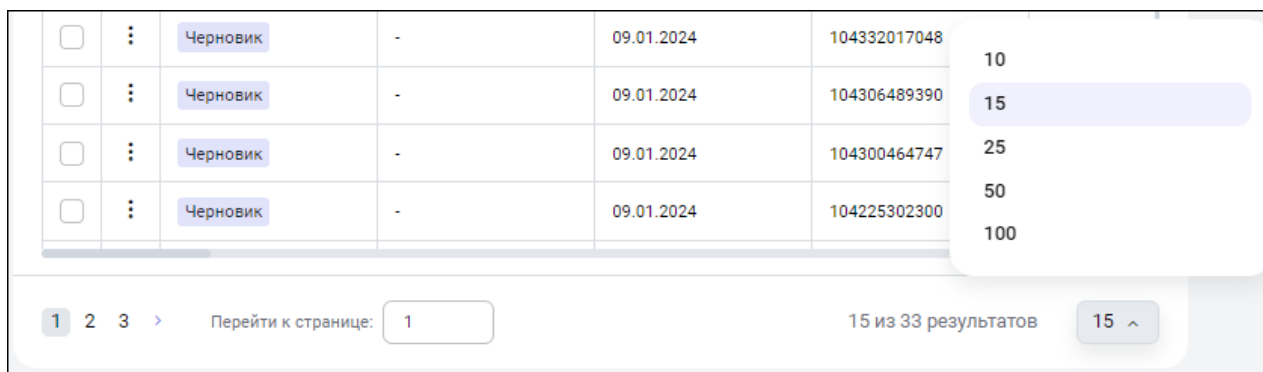 Черновик - 09.01.2024 104332017048
Черновик - 09.01.2024 104306489390
Черновик - 09.01.2024 104300464747
Черновик - 09.01.2024 104225302300
10
15
25
50
100
1 2 3 > Перейти к странице: 1 15 из 33 результатов 15